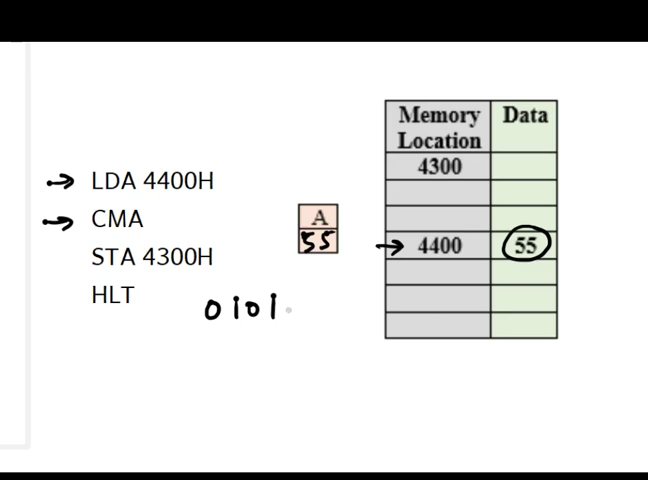 LDA 4400H
CMA
STA 4300H
HLT
0101
A
55
Memory Location
Data
4300
4400
55